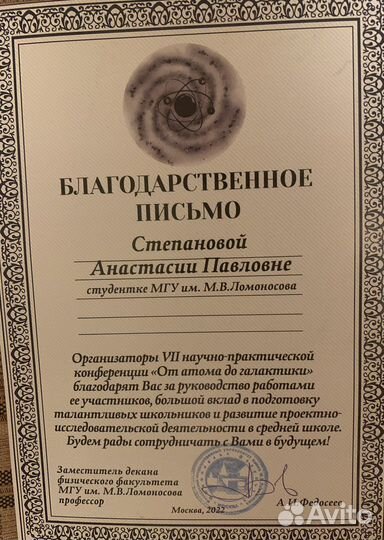 БЛАГОДАРСТВЕННОЕ
ПИСЬМО
Степановой
Анастасии Павловне
студентке МГУ им. М.В.Ломоносова
Организаторы VII научно-практической
конференции «От атома до галактики»
благодарят Вас за руководство работами
ее участников, большой вклад в подготовку
талантливых школьников и развитие проектно-
исследовательской деятельности в средней школе.
Будем рады сотрудничать с Вами в будущем!
Заместитель декана
физического факультета
МГУ им. М.В.Ломоносова
профессор
А.И.Федосеев
Москва, 2022
Avito